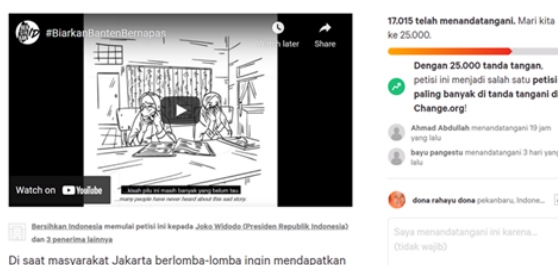 #BiarkanBantenBernapas
later
Share
Watch on YouTube
...kisah pilu ini masih banyak yang belum tau
...many people have never heard about this sad story
Bersihkan Indonesia memulai petisi ini kepada Joko Widodo (Presiden Republik Indonesia)
dan 3 penerima lainnya
Di saat masyarakat Jakarta berlomba-lomba ingin mendapatkan
17.015 telah menandatangani. Mari kita
ke 25.000.
Dengan 25.000 tanda tangan,
petisi ini menjadi salah satu petisi
paling banyak di tanda tangani di
Change.org!
Ahmad Abdullah menandatangani 19 jam
yang lalu
bayu pangestu menandatangani 3 hari yang
lalu
dona rahayu dona pekanbaru, Indone...
Saya menandatangani ini karena...
(tidak wajib)